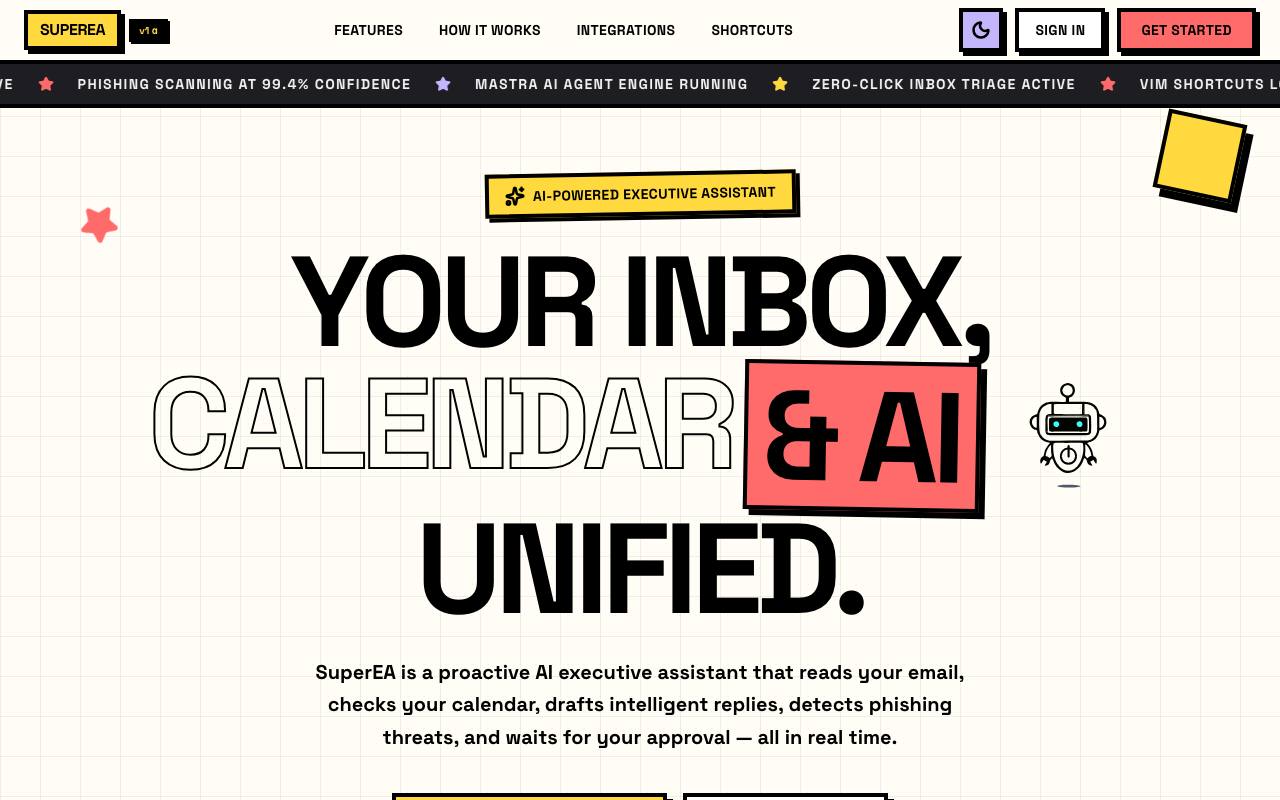 SUPEREA
v1 α
FEATURES
HOW IT WORKS
INTEGRATIONS
SHORTCUTS
SIGN IN
GET STARTED
PHISHING SCANNING AT 99.4% CONFIDENCE
MASTRA AI AGENT ENGINE RUNNING
ZERO-CLICK INBOX TRIAGE ACTIVE
VIM SHORTCUTS
AI-POWERED EXECUTIVE ASSISTANT
YOUR INBOX,
CALENDAR & AI
UNIFIED.
SuperEA is a proactive AI executive assistant that reads your email,
checks your calendar, drafts intelligent replies, detects phishing
threats, and waits for your approval — all in real time.